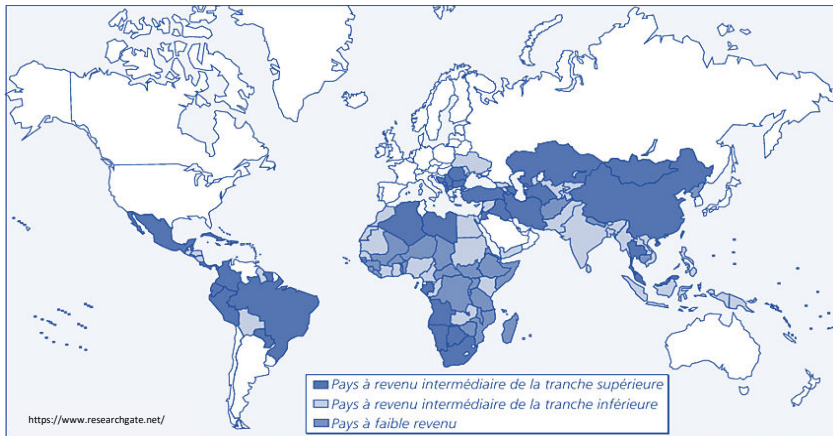 Pays à revenu intermédiaire de la tranche supérieure
Pays à revenu intermédiaire de la tranche inférieure
Pays à faible revenu
https://www.researchgate.net/